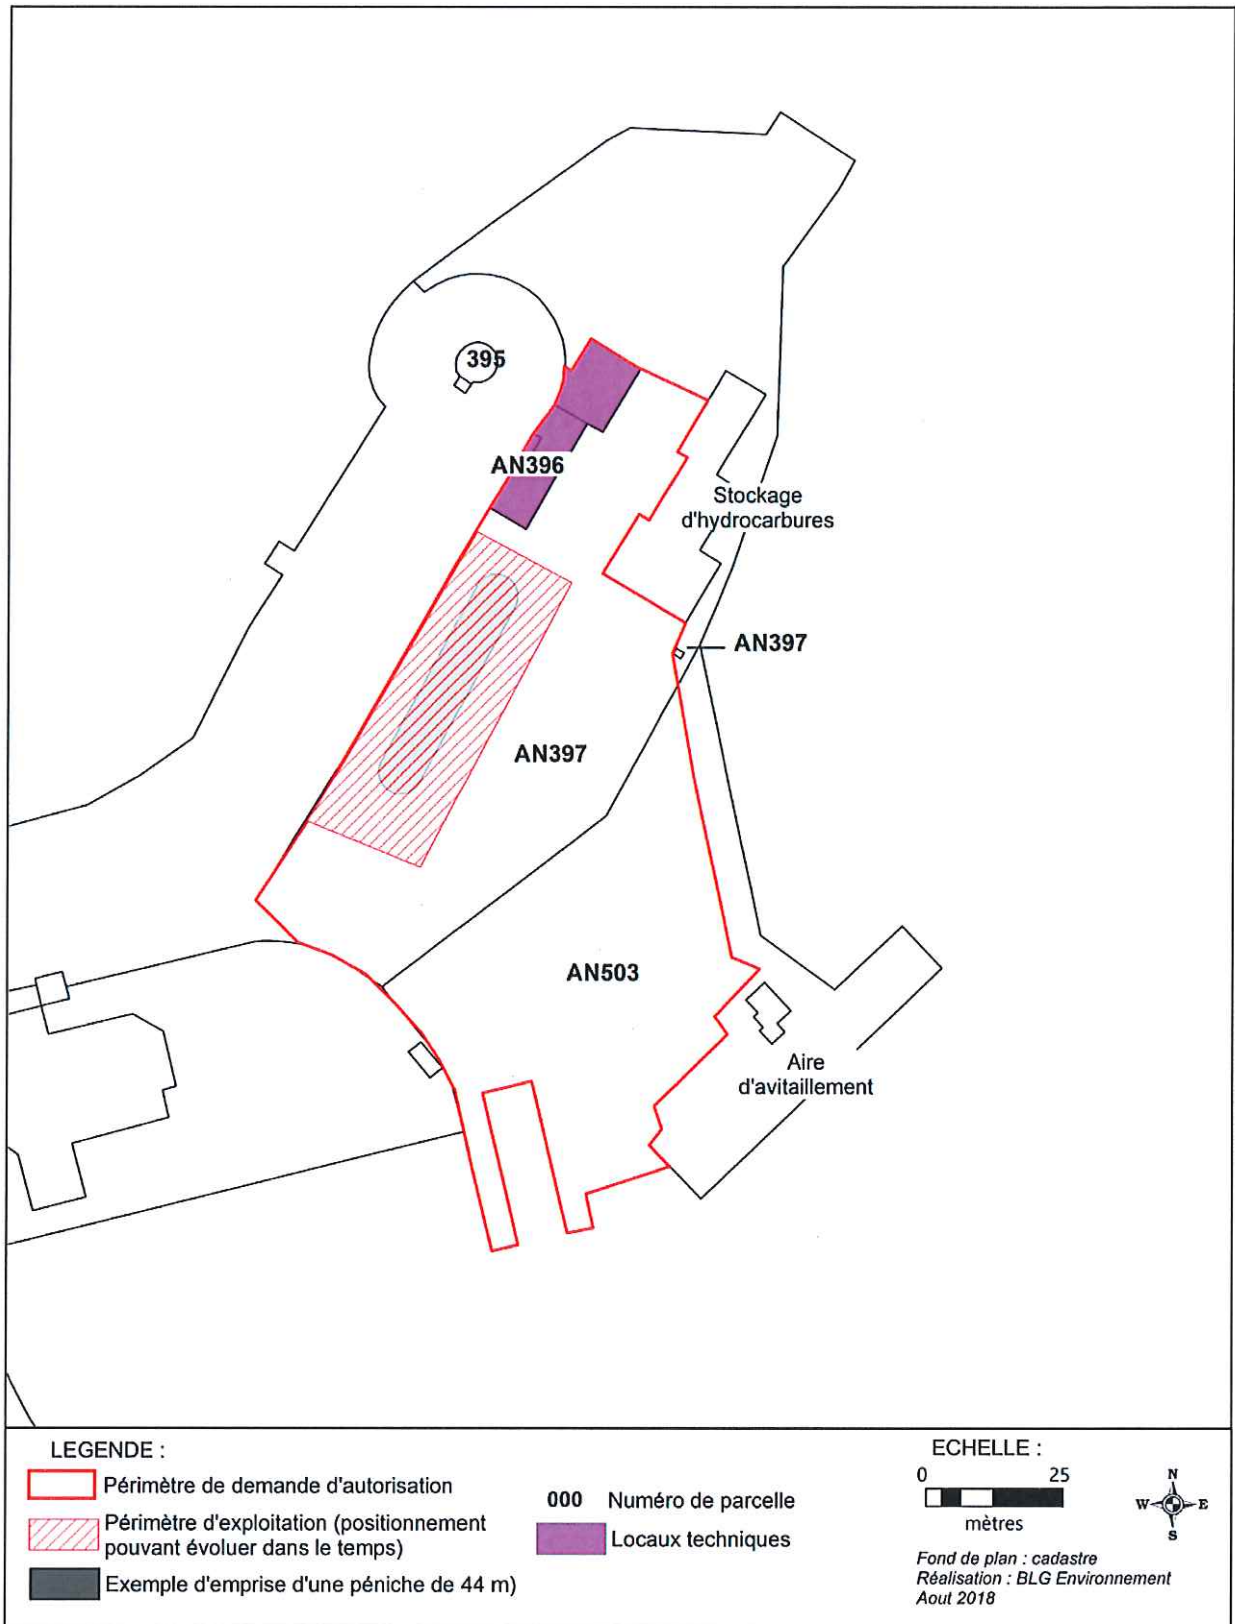 395
AN396
Stockage
d'hydrocarbures
AN397
AN397
AN503
Aire
d'avitaillement
LEGENDE :
Périmètre de demande d'autorisation
Périmètre d'exploitation (positionnement
pouvant évoluer dans le temps)
Exemple d'emprise d'une péniche de 44 m)
000 Numéro de parcelle
Locaux techniques
ECHELLE :
0 25
mètres
N
W E
S
Fond de plan : cadastre
Réalisation : BLG Environnement
Aout 2018